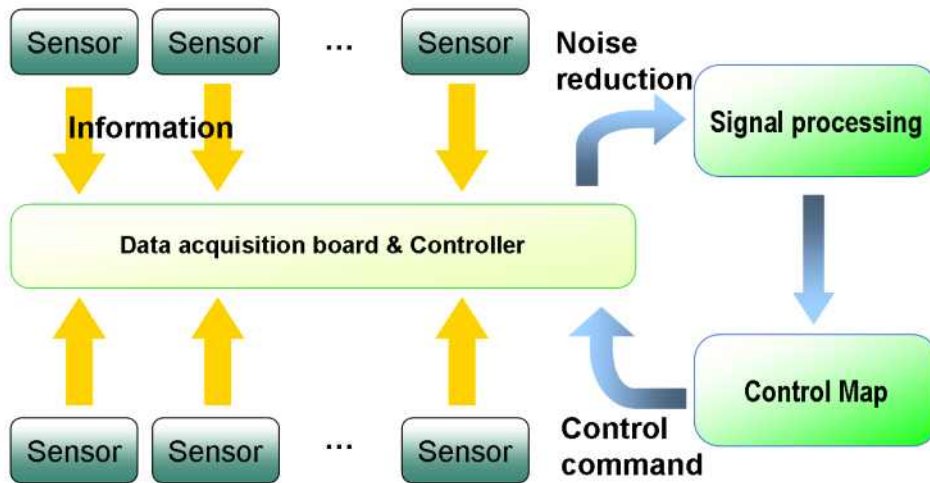 Sensor Sensor ... Sensor
Noise
reduction
Information
Signal processing
Data acquisition board & Controller
Control Map
Control
command
Sensor Sensor ... Sensor